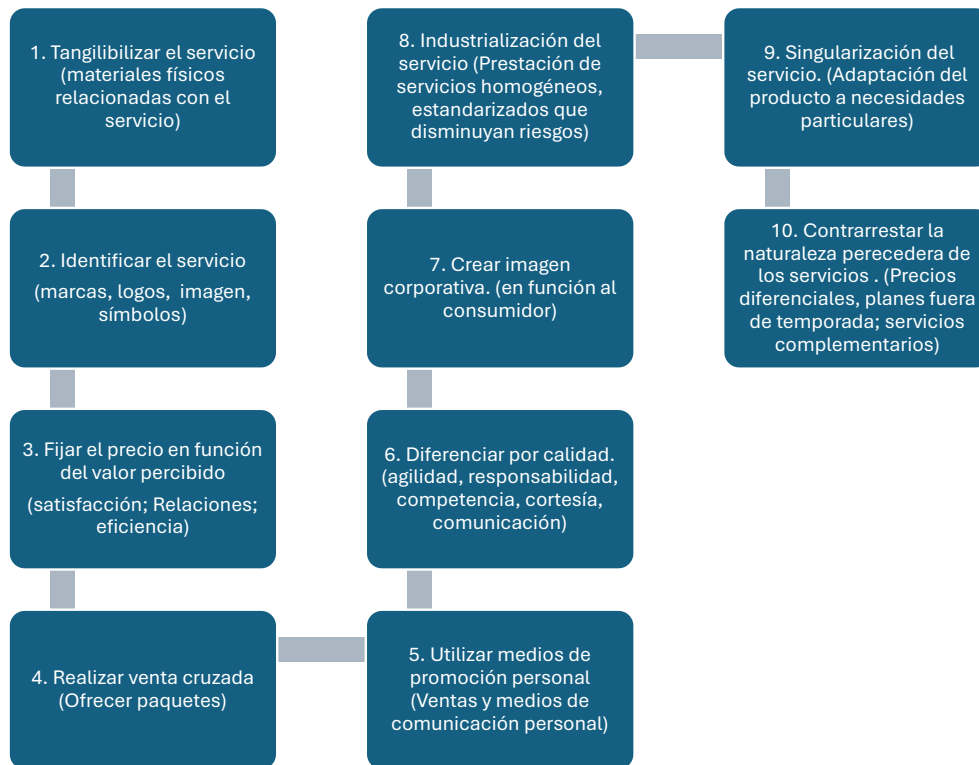 1. Tangilibilizar el servicio
(materiales físicos
relacionadas con el
servicio)
2. Identificar el servicio
(marcas, logos, imagen,
símbolos)
3. Fijar el precio en función
del valor percibido
(satisfacción; Relaciones;
eficiencia)
4. Realizar venta cruzada
(Ofrecer paquetes)
5. Utilizar medios de
promoción personal
(Ventas y medios de
comunicación personal)
6. Diferenciar por calidad.
(agilidad, responsabilidad,
competencia, cortesía,
comunicación)
7. Crear imagen
corporativa. (en función al
consumidor)
8. Industrialización del
servicio (Prestación de
servicios homogéneos,
estandarizados que
disminuyan riesgos)
9. Singularización del
servicio. (Adaptación del
producto a necesidades
particulares)
10. Contrarrestar la
naturaleza perecedera de
los servicios . (Precios
diferenciales, planes fuera
de temporada; servicios
complementarios)